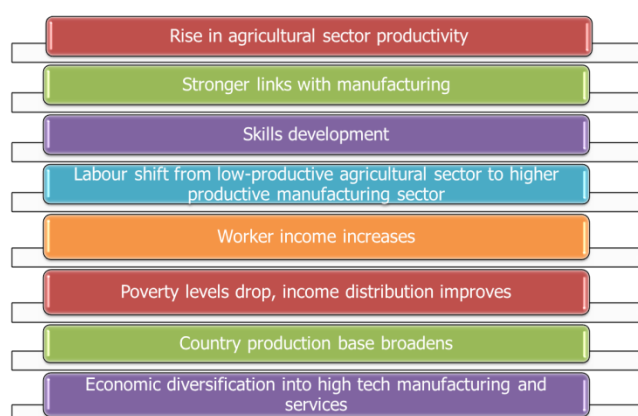 Rise in agricultural sector productivity
Stronger links with manufacturing
Skills development
Labour shift from low-productive agricultural sector to higher
productive manufacturing sector
Worker income increases
Poverty levels drop, income distribution improves
Country production base broadens
Economic diversification into high tech manufacturing and
services